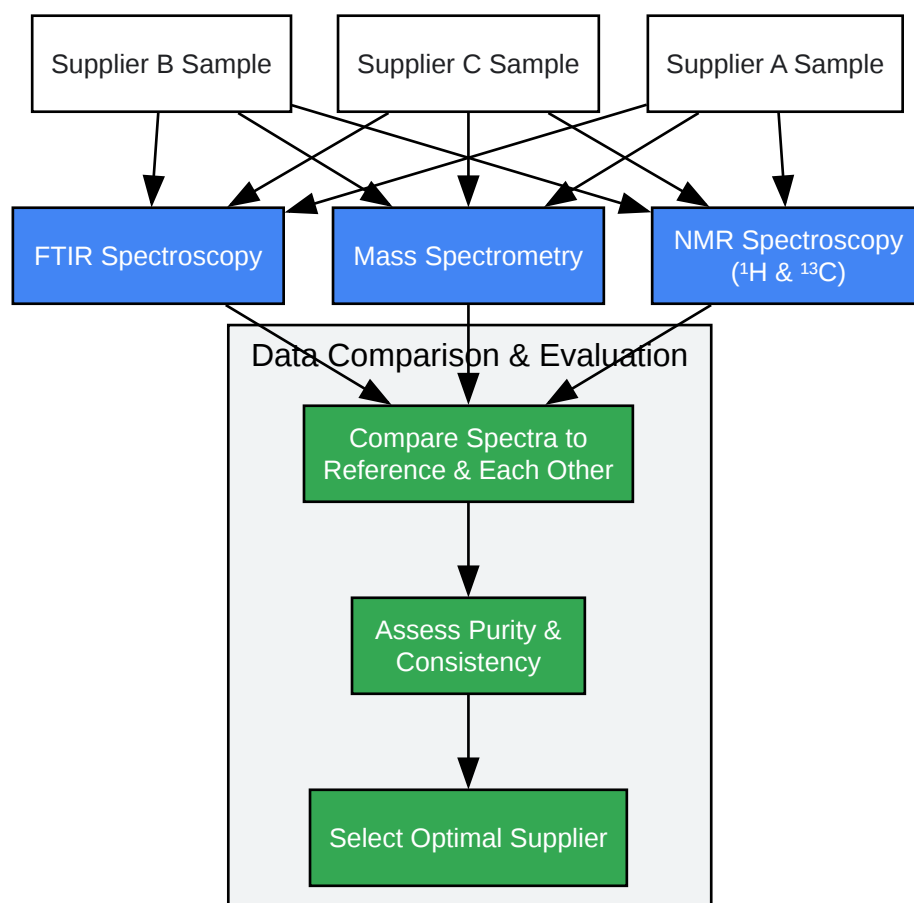 Supplier B Sample
Supplier C Sample
Supplier A Sample
FTIR Spectroscopy
Mass Spectrometry
NMR Spectroscopy
(¹H & ¹³C)
Data Comparison & Evaluation
Compare Spectra to
Reference & Each Other
Assess Purity &
Consistency
Select Optimal Supplier